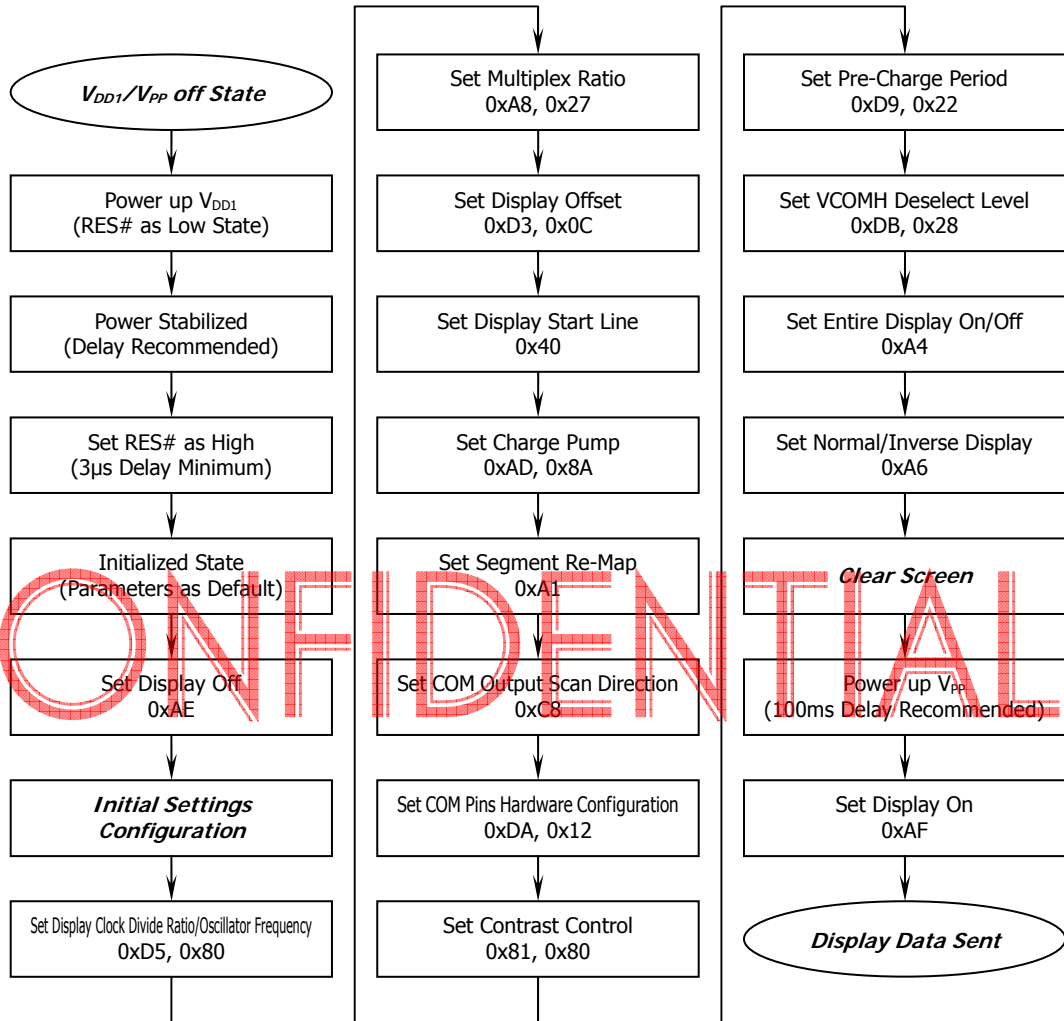 V_DD1/V_PP off State
Power up V_DD1
(RES# as Low State)
Power Stabilized
(Delay Recommended)
Set RES# as High
(3µs Delay Minimum)
Initialized State
(Parameters as Default)
Set Display Off
0xAE
Initial Settings
Configuration
Set Display Clock Divide Ratio/Oscillator Frequency
0xD5, 0x80
Set Multiplex Ratio
0xA8, 0x27
Set Display Offset
0xD3, 0x0C
Set Display Start Line
0x40
Set Charge Pump
0xAD, 0x8A
Set Segment Re-Map
0xA1
Set COM Output Scan Direction
0xC8
Set COM Pins Hardware Configuration
0xDA, 0x12
Set Contrast Control
0x81, 0x80
Set Pre-Charge Period
0xD9, 0x22
Set VCOMH Deselect Level
0xDB, 0x28
Set Entire Display On/Off
0xA4
Set Normal/Inverse Display
0xA6
Clear Screen
Power up V_PP
(100ms Delay Recommended)
Set Display On
0xAF
Display Data Sent
ONFIDENTIAL